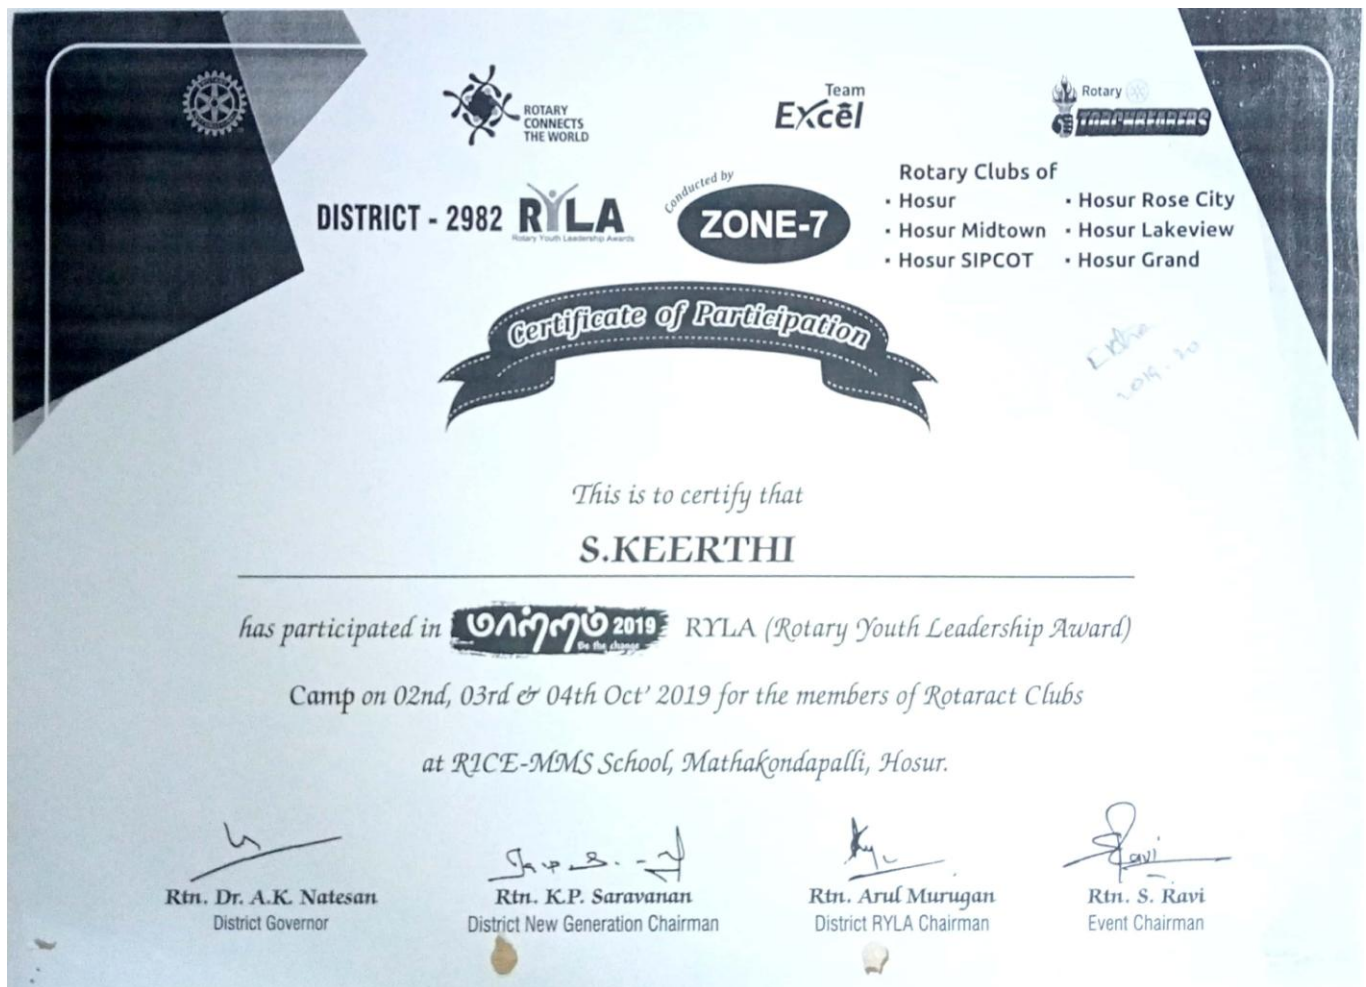 ROTARY
CONNECTS
THE WORLD
Team
Excel
Rotary
TORCHBEARERS
DISTRICT - 2982 RYLA
Rotary Youth Leadership Awards
Conducted by
ZONE-7
Rotary Clubs of
· Hosur
· Hosur Rose City
· Hosur Midtown
· Hosur Lakeview
· Hosur SIPCOT
· Hosur Grand
Certificate of Participation
2019-20
This is to certify that
S.KEERTHI
has participated in மாற்றம் 2019 RYLA (Rotary Youth Leadership Award)
Be the change
Camp on 02nd, 03rd & 04th Oct' 2019 for the members of Rotaract Clubs
at RICE-MMS School, Mathakondapalli, Hosur.
Ravi
Rtn. Dr. A.K. Natesan
District Governor
Rtn. K.P. Saravanan
District New Generation Chairman
Rtn. Arul Murugan
District RYLA Chairman
Rtn. S. Ravi
Event Chairman